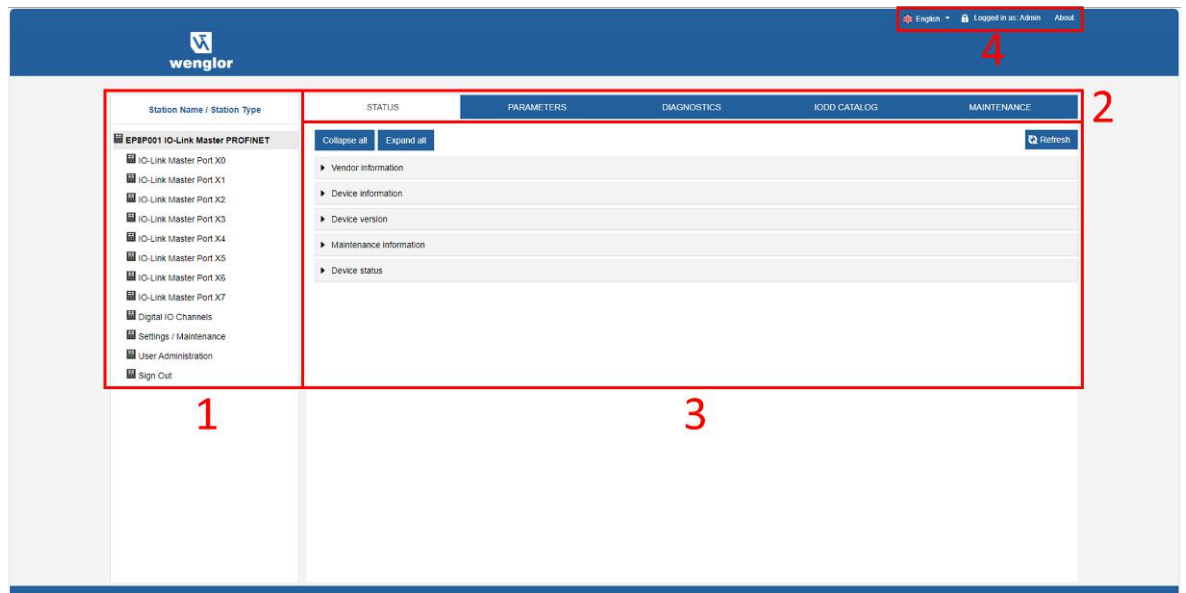 English Logged in as: Admin About
4
wenglor
Station Name / Station Type
STATUS PARAMETERS DIAGNOSTICS IODD CATALOG MAINTENANCE
2
EP8P001 IO-Link Master PROFINET
IO-Link Master Port X0
IO-Link Master Port X1
IO-Link Master Port X2
IO-Link Master Port X3
IO-Link Master Port X4
IO-Link Master Port X5
IO-Link Master Port X6
IO-Link Master Port X7
Digital IO Channels
Settings / Maintenance
User Administration
Sign Out
1
Collapse all Expand all Refresh
Vendor information
Device information
Device version
Maintenance information
Device status
3